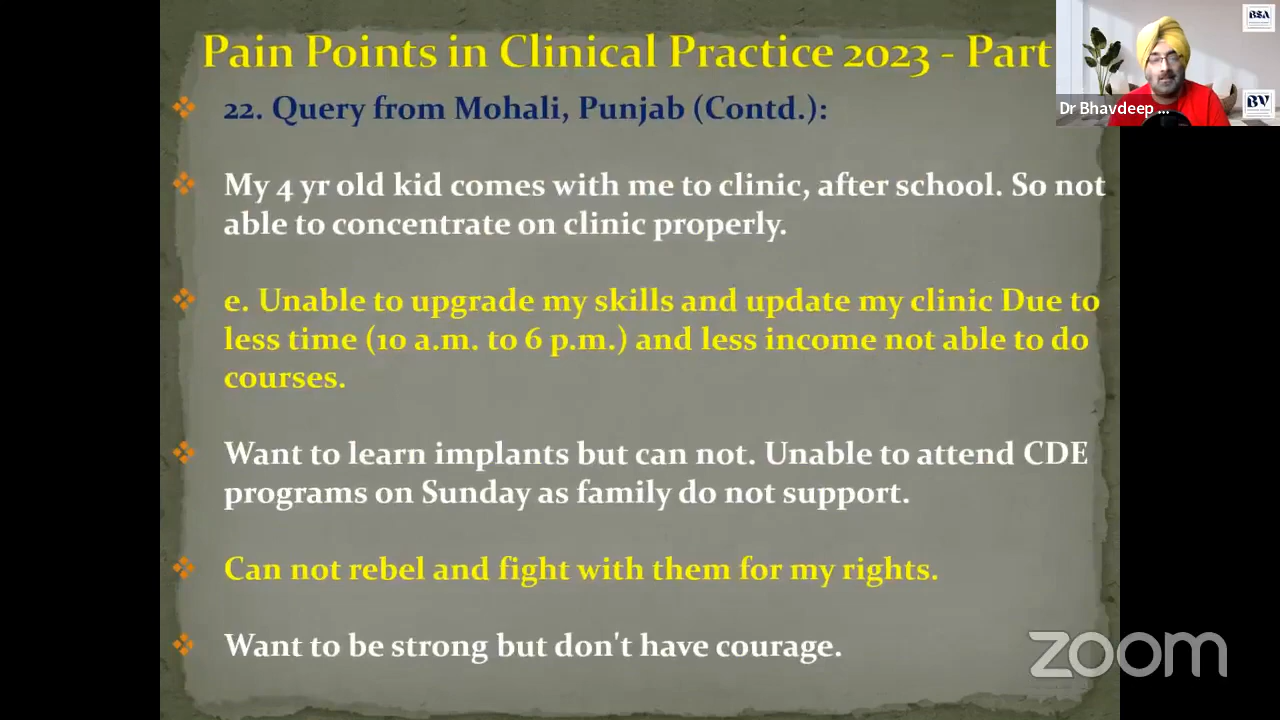 Pain Points in Clinical Practice 2023 - Part
22. Query from Mohali, Punjab (Contd.):
My 4 yr old kid comes with me to clinic, after school. So not
able to concentrate on clinic properly.
e. Unable to upgrade my skills and update my clinic Due to
less time (10 a.m. to 6 p.m.) and less income not able to do
courses.
Want to learn implants but can not. Unable to attend CDE
programs on Sunday as family do not support.
Can not rebel and fight with them for my rights.
Want to be strong but don't have courage.
BSA
Dr Bhavdeep ...
BV
zoom